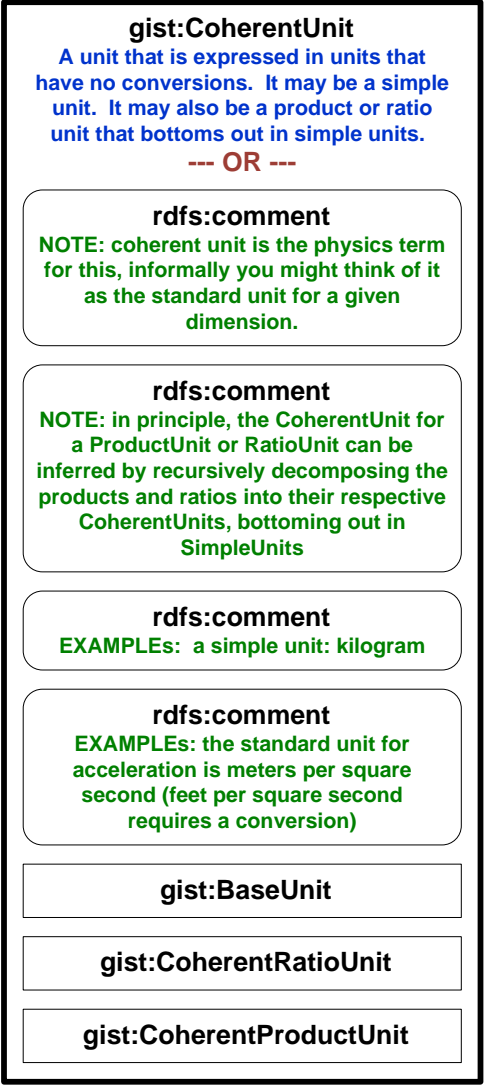 gist:CoherentUnit
A unit that is expressed in units that
have no conversions.  It may be a simple
unit.  It may also be a product or ratio
unit that bottoms out in simple units.
--- OR ---
rdfs:comment
NOTE: coherent unit is the physics term
for this, informally you might think of it
as the standard unit for a given
dimension.
rdfs:comment
NOTE: in principle, the CoherentUnit for
a ProductUnit or RatioUnit can be
inferred by recursively decomposing the
products and ratios into their respective
CoherentUnits, bottoming out in
SimpleUnits
rdfs:comment
EXAMPLEs:  a simple unit: kilogram
rdfs:comment
EXAMPLEs: the standard unit for
acceleration is meters per square
second (feet per square second
requires a conversion)
gist:BaseUnit
gist:CoherentRatioUnit
gist:CoherentProductUnit